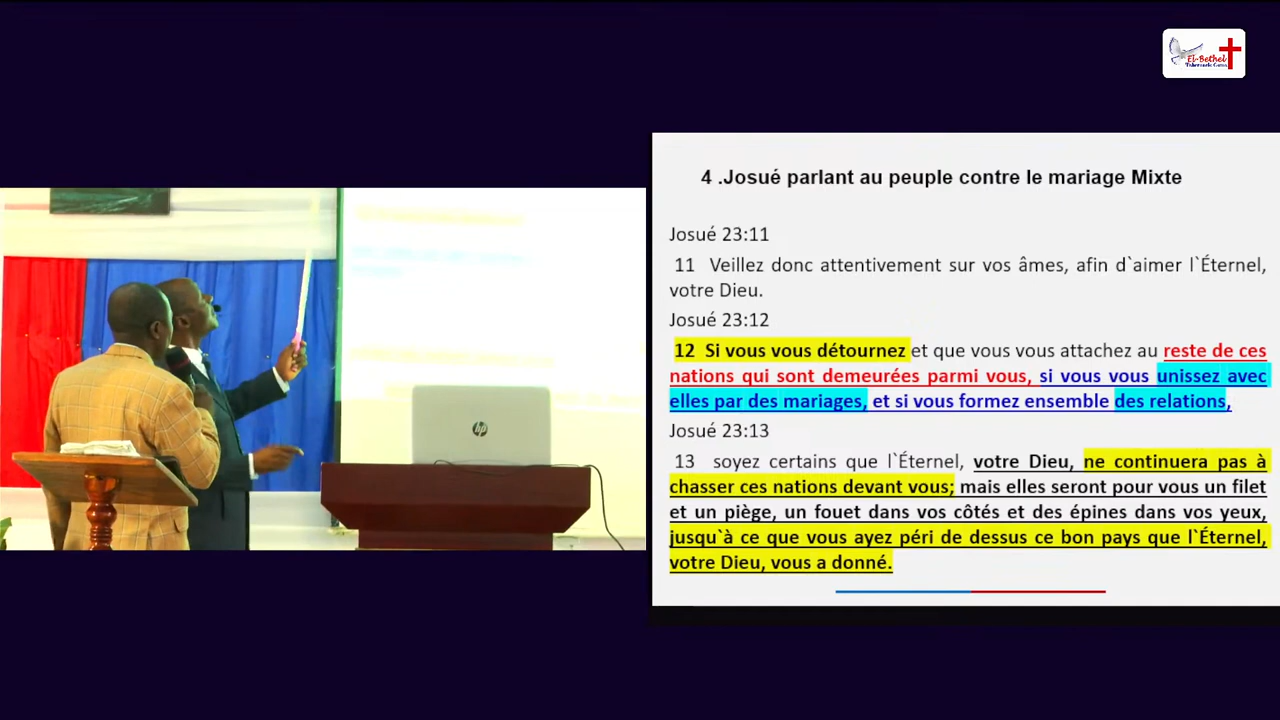 El-Bethel
4 .Josué parlant au peuple contre le mariage Mixte
Josué 23:11
11 Veillez donc attentivement sur vos âmes, afin d`aimer l`Éternel,
votre Dieu.
Josué 23:12
12 Si vous vous détournez et que vous vous attachez au reste de ces
nations qui sont demeurées parmi vous, si vous vous unissez avec
elles par des mariages, et si vous formez ensemble des relations,
Josué 23:13
13 soyez certains que l`Éternel, votre Dieu, ne continuera pas à
chasser ces nations devant vous; mais elles seront pour vous un filet
et un piège, un fouet dans vos côtés et des épines dans vos yeux,
jusqu`à ce que vous ayez péri de dessus ce bon pays que l`Éternel,
votre Dieu, vous a donné.
hp